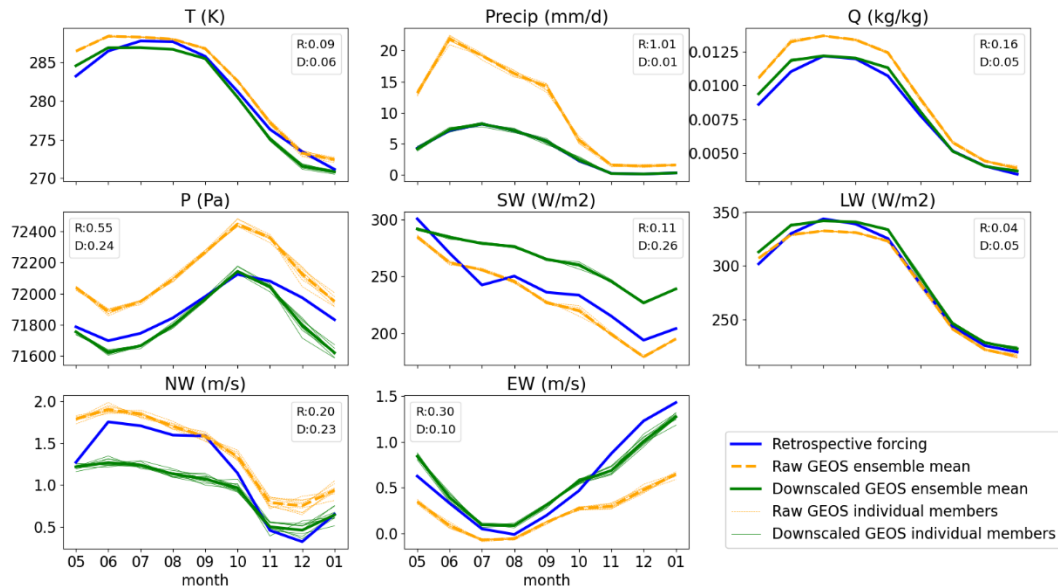 T (K)
285
280
275
270
R:0.09
D:0.06
Precip (mm/d)
20
15
10
5
0
R:1.01
D:0.01
Q (kg/kg)
0.0125
0.0100
0.0075
0.0050
R:0.16
D:0.05
P (Pa)
72400
72200
72000
71800
71600
R:0.55
D:0.24
SW (W/m2)
300
250
200
R:0.11
D:0.26
LW (W/m2)
350
300
250
R:0.04
D:0.05
NW (m/s)
2.0
1.5
1.0
0.5
R:0.20
D:0.23
05 06 07 08 09 10 11 12 01
month
EW (m/s)
1.5
1.0
0.5
0.0
R:0.30
D:0.10
05 06 07 08 09 10 11 12 01
month
Retrospective forcing
Raw GEOS ensemble mean
Downscaled GEOS ensemble mean
Raw GEOS individual members
Downscaled GEOS individual members